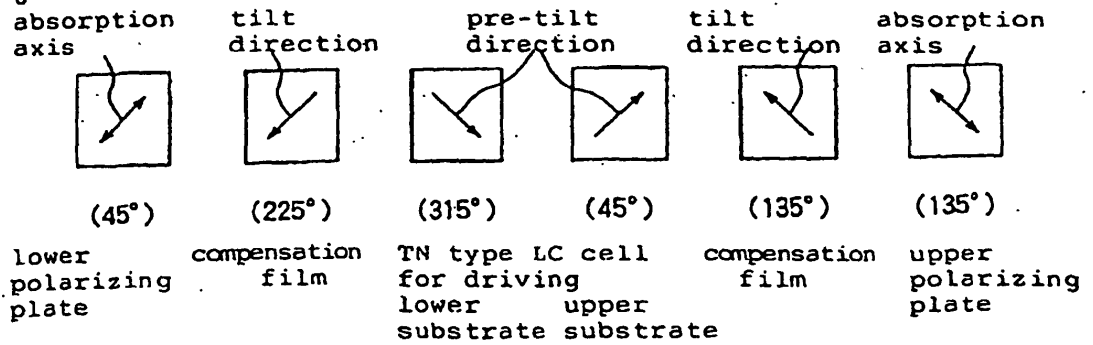 absorption axis
tilt direction
pre-tilt direction
tilt direction
absorption axis
(45°)
(225°)
(315°)
(45°)
(135°)
(135°)
lower polarizing plate
compensation film
TN type LC cell for driving
lower substrate
upper substrate
compensation film
upper polarizing plate